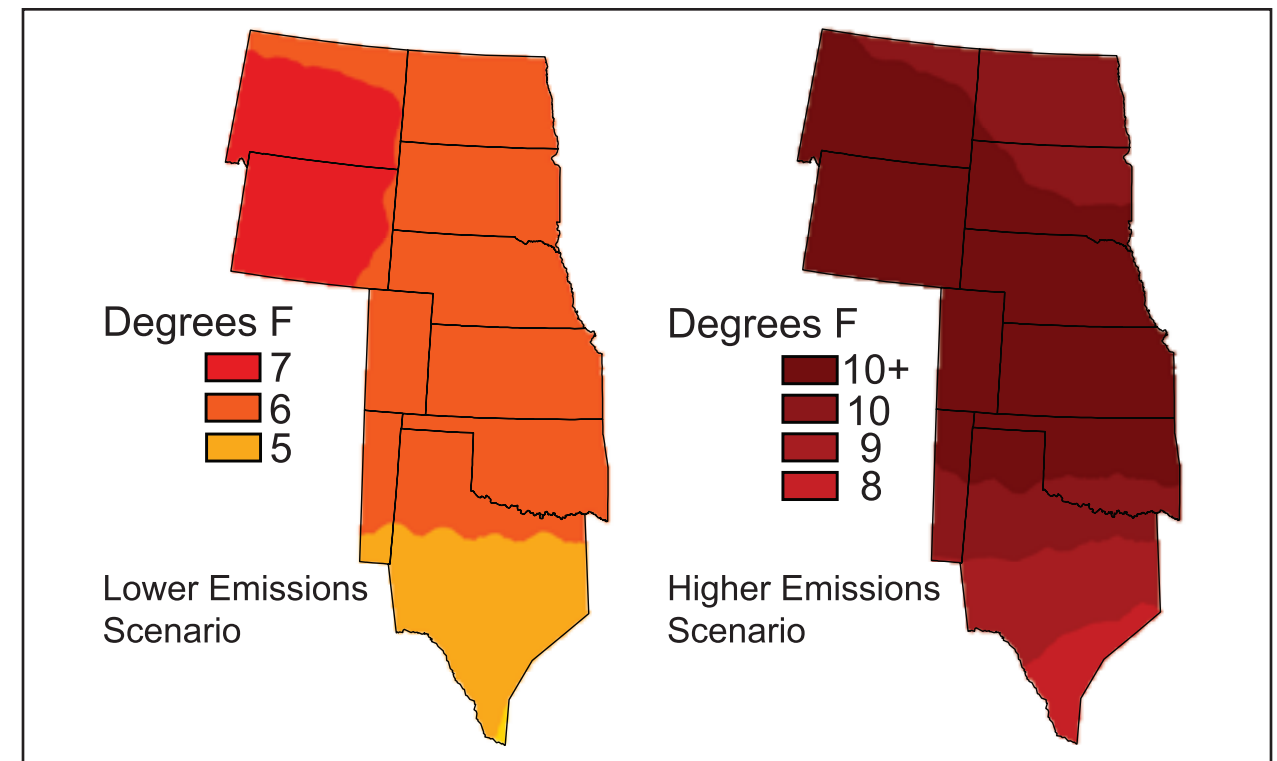 Degrees F
7
6
5
Lower Emissions
Scenario
Degrees F
10+
10
9
8
Higher Emissions
Scenario